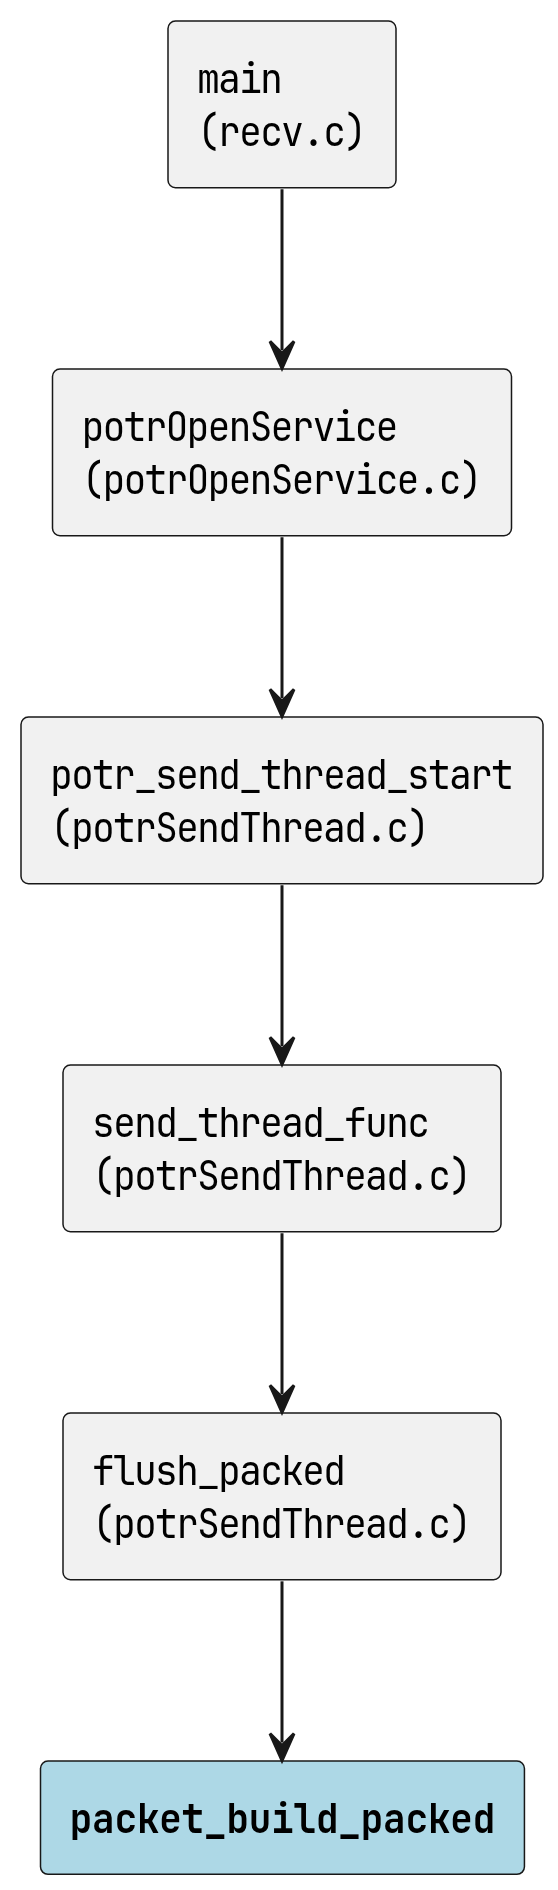 main
(recv.c)
potrOpenService
(potrOpenService.c)
potr_send_thread_start
(potrSendThread.c)
send_thread_func
(potrSendThread.c)
flush_packed
(potrSendThread.c)
packet_build_packed